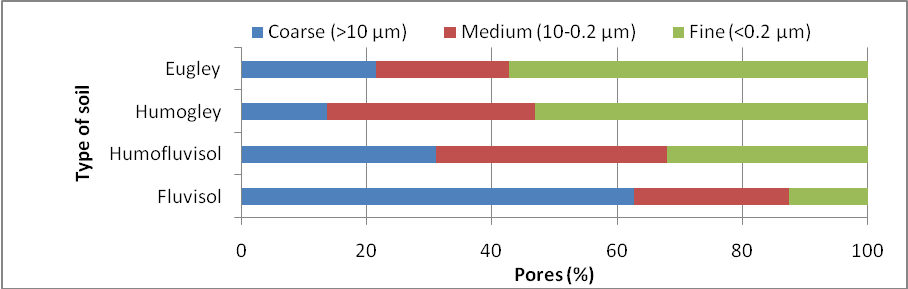 Coarse (>10 µm) Medium (10-0.2 µm) Fine (<0.2 µm)
Type of soil
Eugley
Humogley
Humofluvisol
Fluvisol
0 20 40 60 80 100
Pores (%)